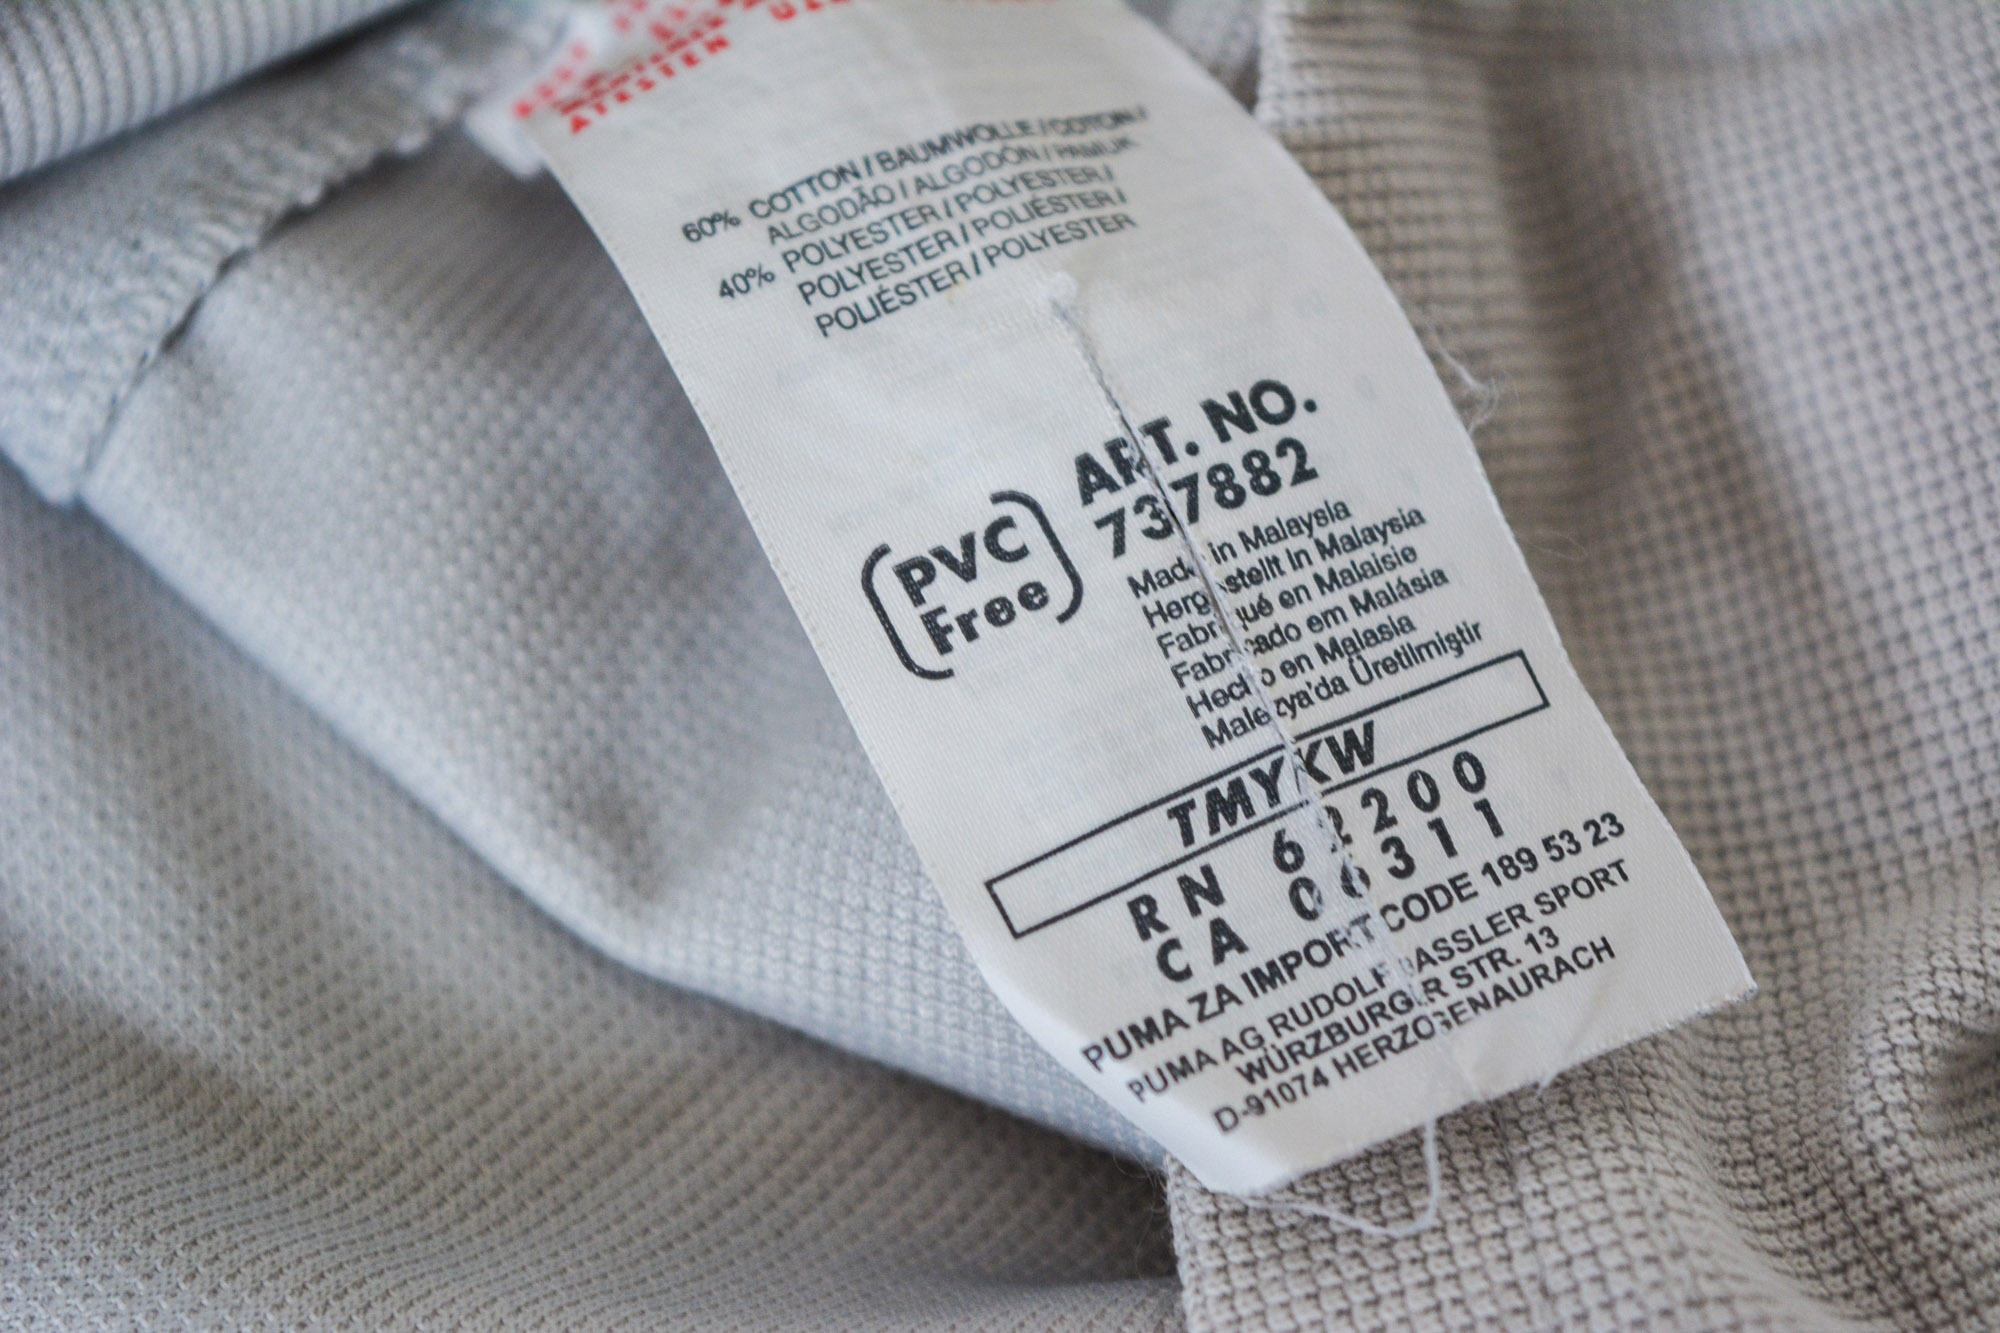 ATESTEN
60% COTTON / BAUMWOLLE / COTON /
ALGODÃO / ALGODÓN / PAMUK
40% POLYESTER / POLYESTER /
POLYESTER / POLIÉSTER /
POLIÉSTER / POLYESTER
ART. NO.
737882
PVC
Free
Made in Malaysia
Hergestellt in Malaysia
Fabriqué en Malaisie
Fabricado em Malásia
Hecho en Malasia
Malezya'da Üretilmiştir
TMYKW
RN 62200
CA 06311
PUMA ZA IMPORT CODE 189 53 23
PUMA AG RUDOLF DASSLER SPORT
WÜRZBURGER STR. 13
D-91074 HERZOGENAURACH